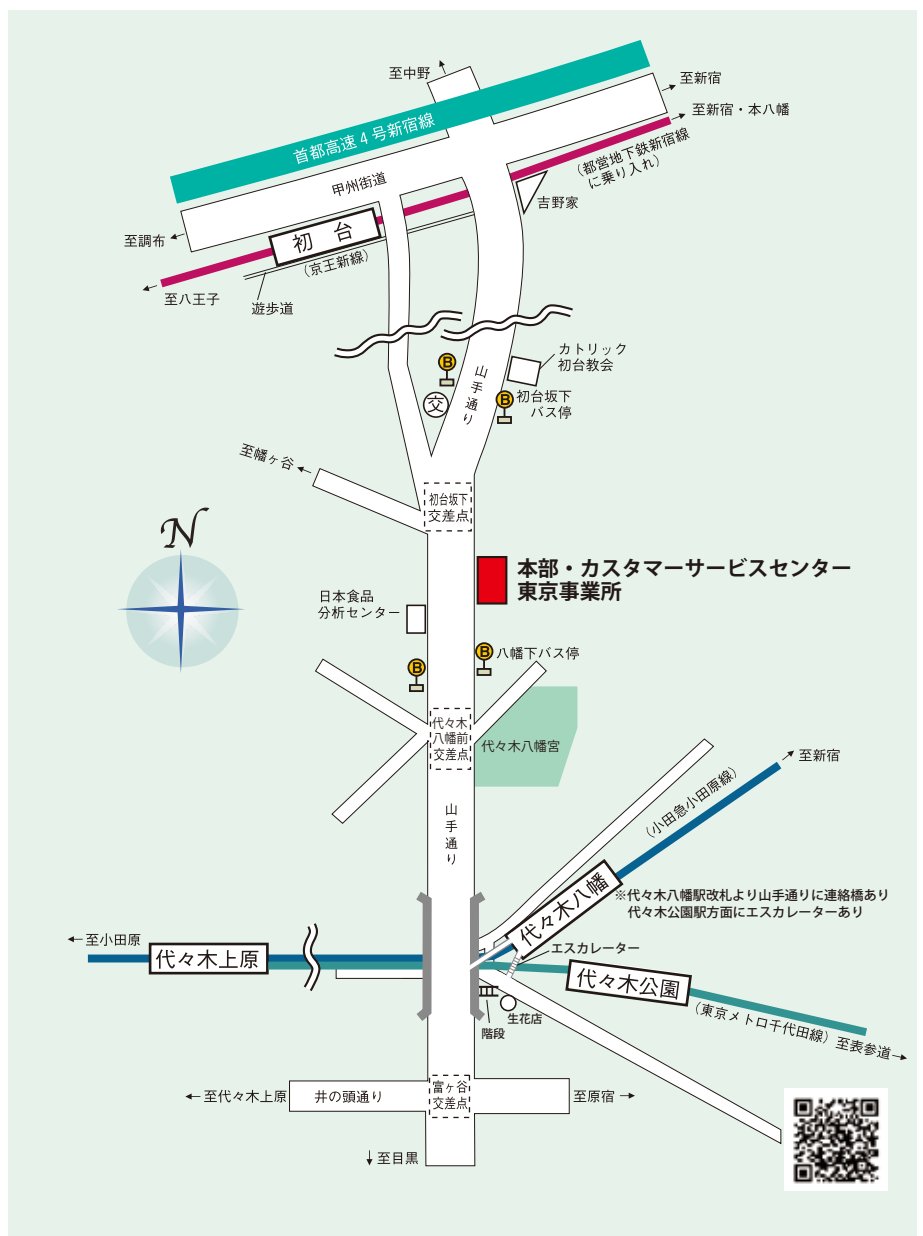 至中野
至新宿
首都高速4号新宿線
至新宿・本八幡
(都営地下鉄新宿線
に乗り入れ)
甲州街道
吉野家
至調布
初 台
(京王新線)
至八王子
遊歩道
カトリック
初台教会
B
山手通り
交
B
初台坂下
バス停
至幡ヶ谷
初台坂下
交差点
N
本部・カスタマーサービスセンター
東京事業所
日本食品
分析センター
B
八幡下バス停
B
代々木
八幡前
交差点
代々木八幡宮
至新宿
山手通り
(小田急小田原線)
代々木八幡
※代々木八幡駅改札より山手通りに連絡橋あり
代々木公園駅方面にエスカレーターあり
至小田原
代々木上原
エスカレーター
代々木公園
(東京メトロ千代田線)
至表参道
生花店
階段
至代々木上原
井の頭通り
富ヶ谷
交差点
至原宿
至目黒